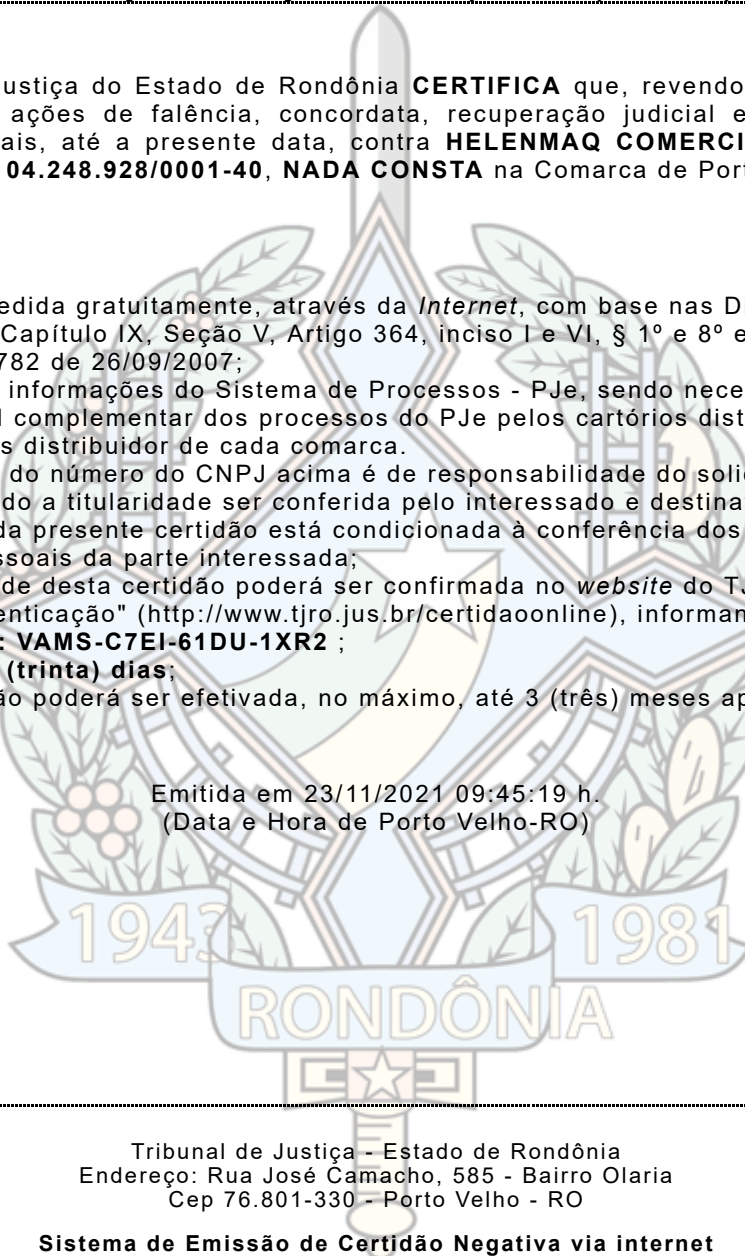 ustiça do Estado de Rondônia CERTIFICA que, revendo
ações de falência, concordata, recuperação judicial e
ais, até a presente data, contra HELENMAQ COMERCI
04.248.928/0001-40, NADA CONSTA na Comarca de Port
edida gratuitamente, através da Internet, com base nas D
Capítulo IX, Seção V, Artigo 364, inciso I e VI, § 1º e 8º e
782 de 26/09/2007;
informações do Sistema de Processos - PJe, sendo nece
l complementar dos processos do PJe pelos cartórios dist
s distribuidor de cada comarca.
do número do CNPJ acima é de responsabilidade do soli
do a titularidade ser conferida pelo interessado e destina
da presente certidão está condicionada à conferência dos
ssoais da parte interessada;
de desta certidão poderá ser confirmada no website do TJ
enticação" (http://www.tjro.jus.br/certidaoonline), informan
: VAMS-C7EI-61DU-1XR2 ;
(trinta) dias;
ão poderá ser efetivada, no máximo, até 3 (três) meses ap
Emitida em 23/11/2021 09:45:19 h.
(Data e Hora de Porto Velho-RO)
1943 1981
RONDÔNIA
Tribunal de Justiça - Estado de Rondônia
Endereço: Rua José Camacho, 585 - Bairro Olaria
Cep 76.801-330 - Porto Velho - RO
Sistema de Emissão de Certidão Negativa via internet